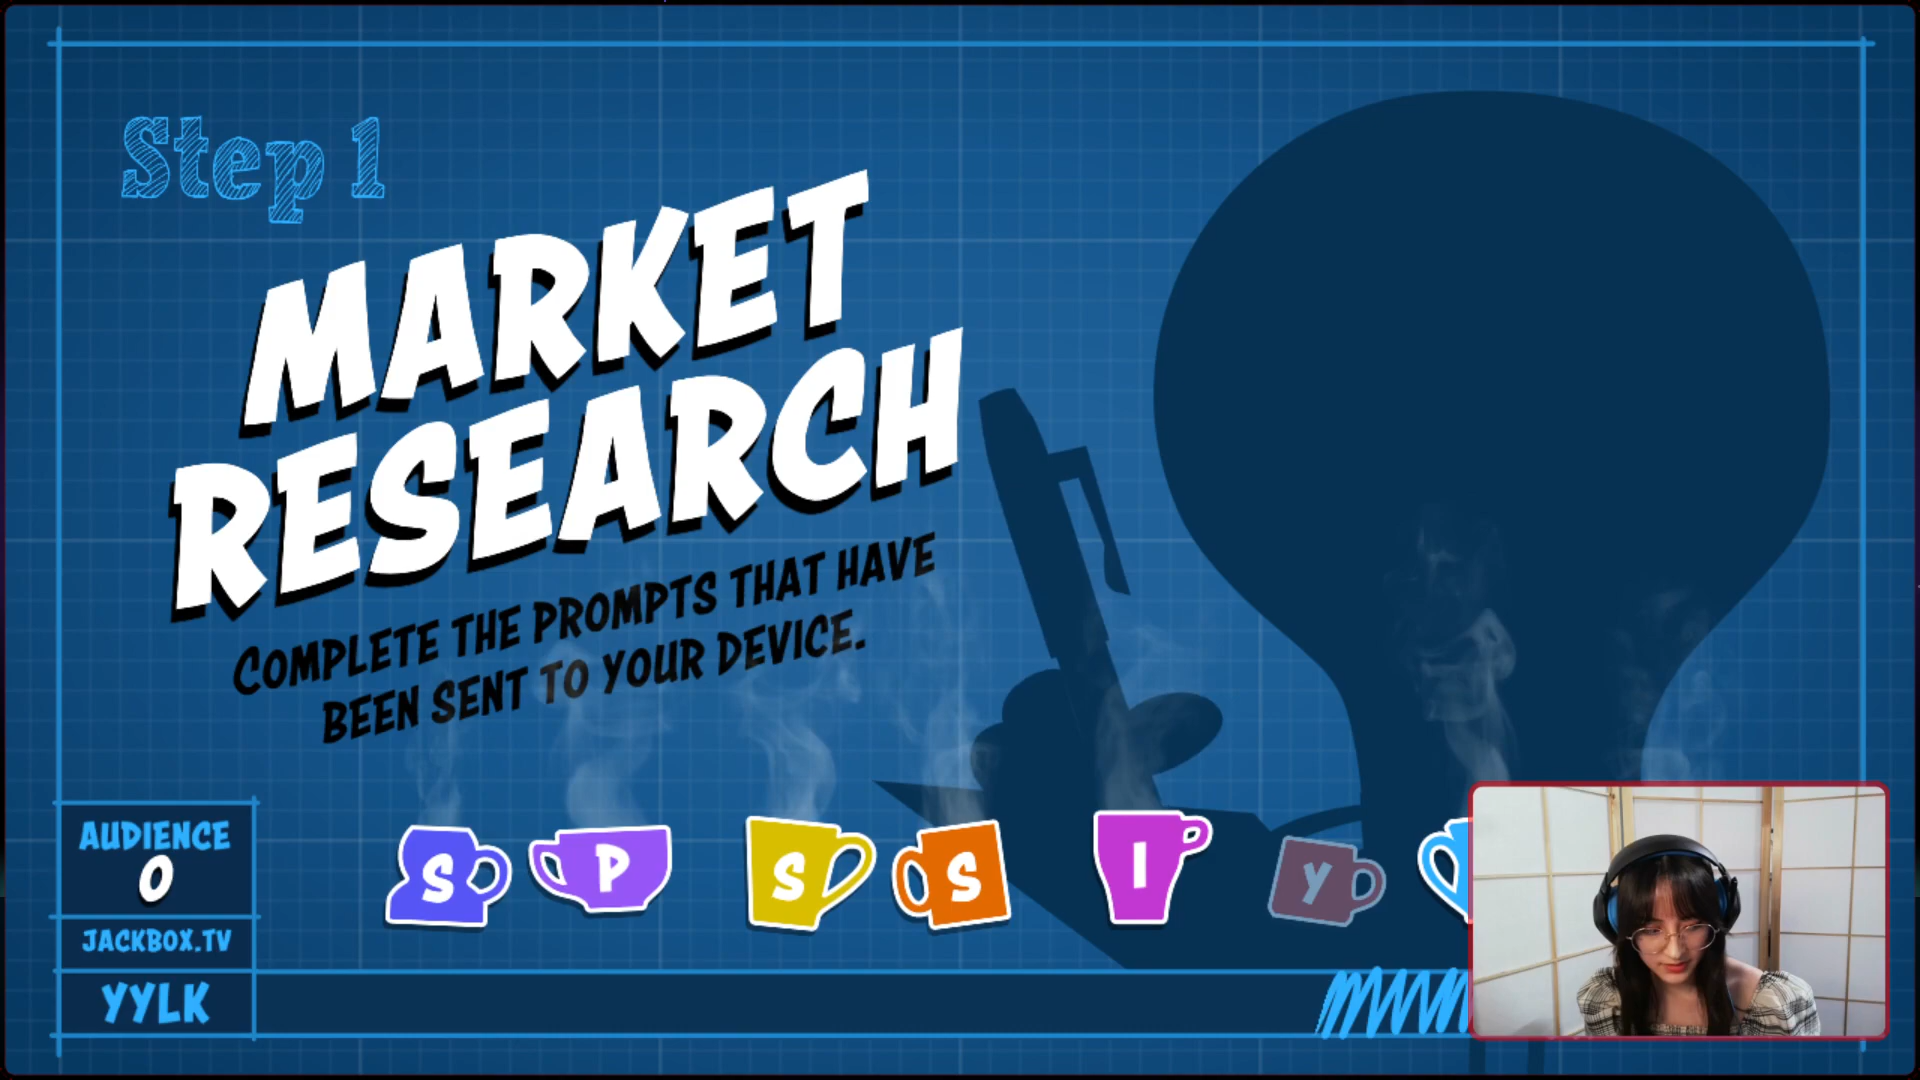 Step 1
MARKET
RESEARCH
COMPLETE THE PROMPTS THAT HAVE
BEEN SENT TO YOUR DEVICE.
S P S S I Y
AUDIENCE
0
JACKBOX.TV
YYLK